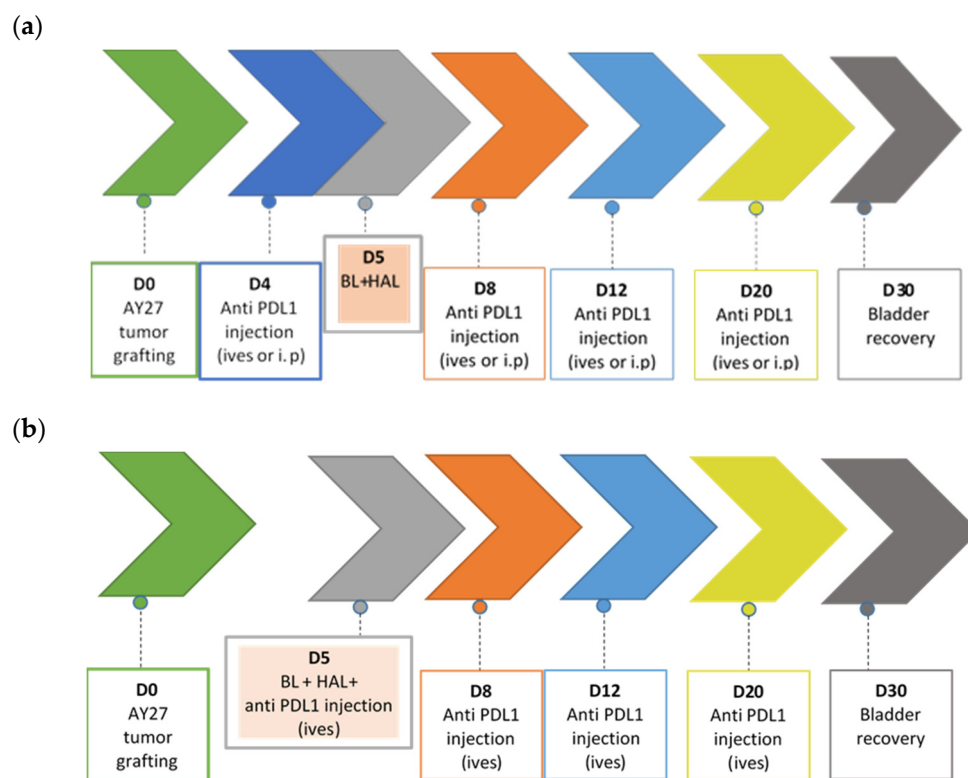 (a)
D0
AY27
tumor
grafting
D4
Anti PDL1
injection
(ives or i.p)
D5
BL+HAL
D8
Anti PDL1
injection
(ives or i.p)
D12
Anti PDL1
injection
(ives or i.p)
D20
Anti PDL1
injection
(ives or i.p)
D30
Bladder
recovery
(b)
D0
AY27
tumor
grafting
D5
BL + HAL+
anti PDL1 injection
(ives)
D8
Anti PDL1
injection
(ives)
D12
Anti PDL1
injection
(ives)
D20
Anti PDL1
injection
(ives)
D30
Bladder
recovery